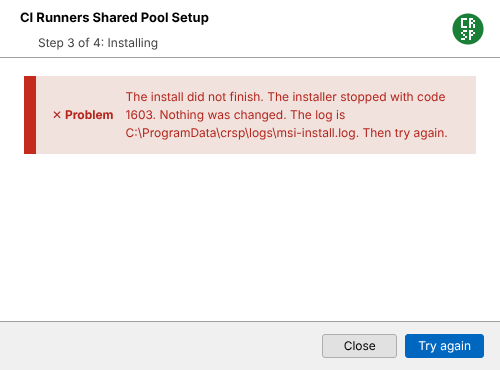 CI Runners Shared Pool Setup
Step 3 of 4: Installing
CR
SP
✕ Problem
The install did not finish. The installer stopped with code
1603. Nothing was changed. The log is
C:\ProgramData\crsp\logs\msi-install.log. Then try again.
Close
Try again